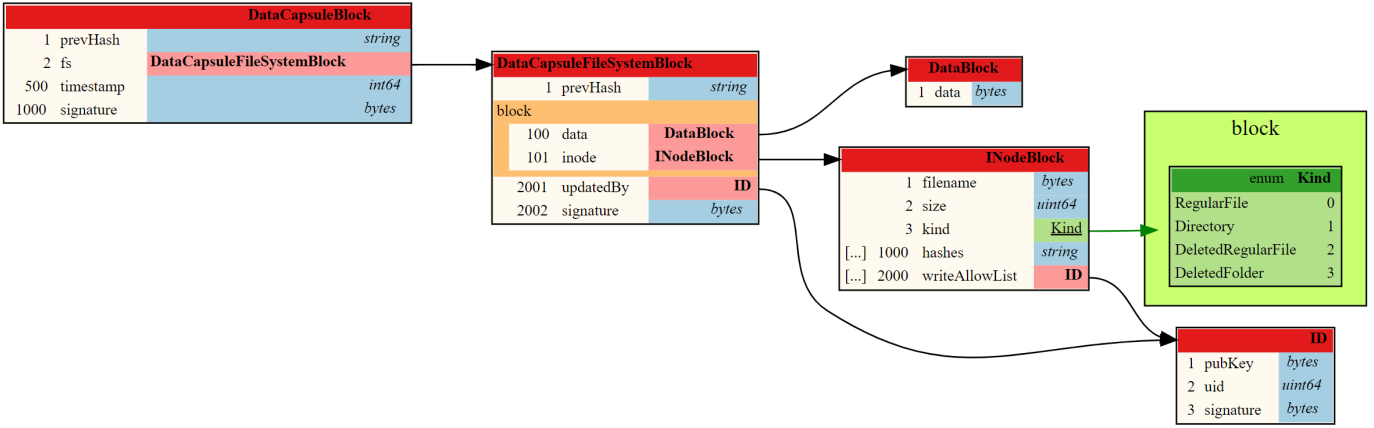 DataCapsuleBlock
1 prevHash string
2 fs DataCapsuleFileSystemBlock
500 timestamp int64
1000 signature bytes
DataCapsuleFileSystemBlock
1 prevHash string
block
100 data DataBlock
101 inode INodeBlock
2001 updatedBy ID
2002 signature bytes
DataBlock
1 data bytes
INodeBlock
1 filename bytes
2 size uint64
3 kind Kind
[...] 1000 hashes string
[...] 2000 writeAllowList ID
block
enum Kind
RegularFile 0
Directory 1
DeletedRegularFile 2
DeletedFolder 3
ID
1 pubKey bytes
2 uid uint64
3 signature bytes